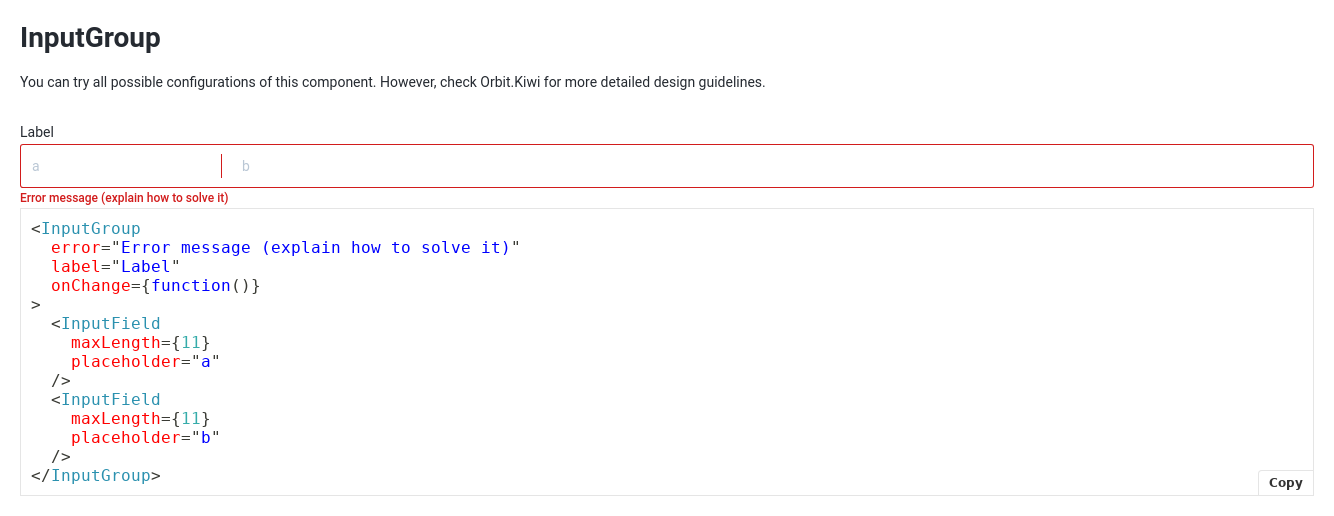 InputGroup
You can try all possible configurations of this component. However, check Orbit.Kiwi for more detailed design guidelines.
Label
a b
Error message (explain how to solve it)
<InputGroup
  error="Error message (explain how to solve it)"
  label="Label"
  onChange={function()}
>
  <InputField
    maxLength={11}
    placeholder="a"
  />
  <InputField
    maxLength={11}
    placeholder="b"
  />
</InputGroup>
Copy